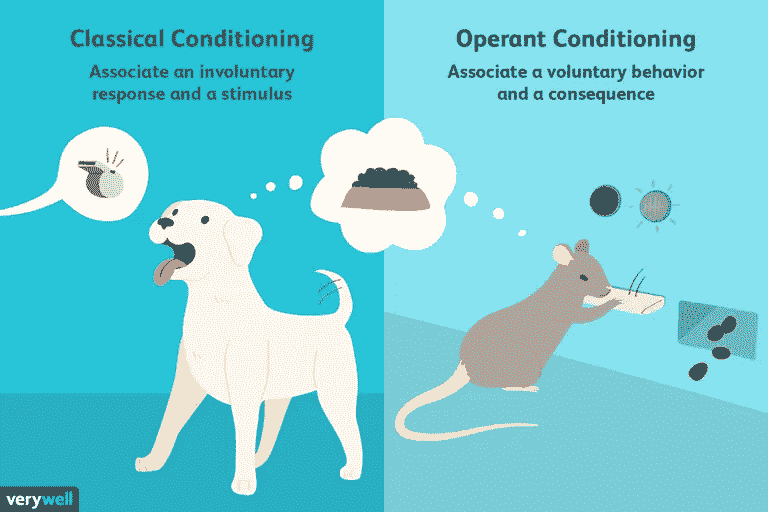 Classical Conditioning
Associate an involuntary
response and a stimulus
Operant Conditioning
Associate a voluntary behavior
and a consequence
verywell